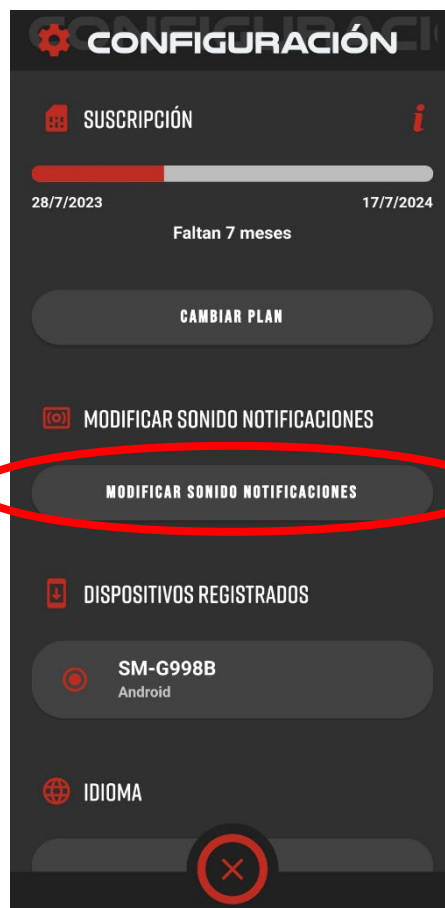 CONFIGURACIÓN
SUSCRIPCIÓN
28/7/2023
17/7/2024
Faltan 7 meses
CAMBIAR PLAN
MODIFICAR SONIDO NOTIFICACIONES
MODIFICAR SONIDO NOTIFICACIONES
DISPOSITIVOS REGISTRADOS
SM-G998B
Android
IDIOMA